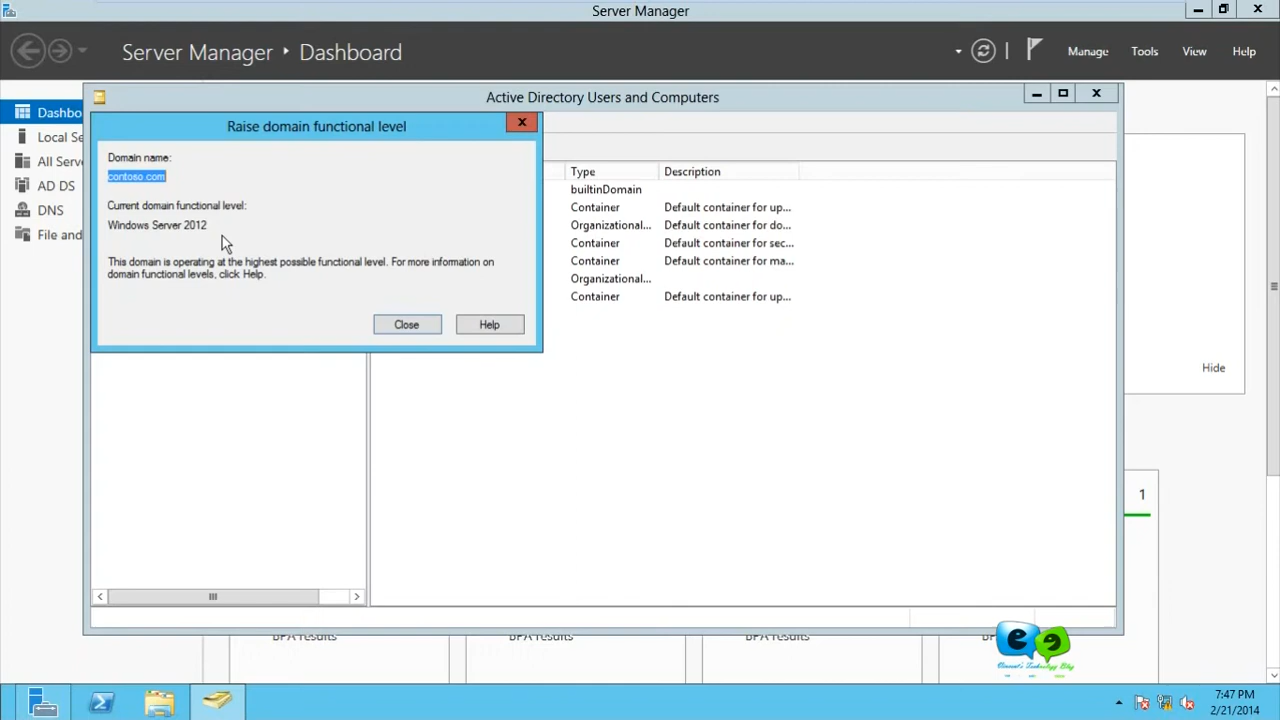 Server Manager
Server Manager • Dashboard
Manage Tools View Help
Dashbo
Local Se
All Serve
AD DS
DNS
File and
Active Directory Users and Computers
Raise domain functional level
Domain name:
contoso.com
Current domain functional level:
Windows Server 2012
This domain is operating at the highest possible functional level. For more information on
domain functional levels, click Help.
Close Help
Type Description
builtinDomain
Container Default container for up...
Organizational... Default container for do...
Container Default container for sec...
Container Default container for ma...
Organizational...
Container Default container for up...
Hide
1
BPA results BPA results BPA results
7:47 PM
2/21/2014